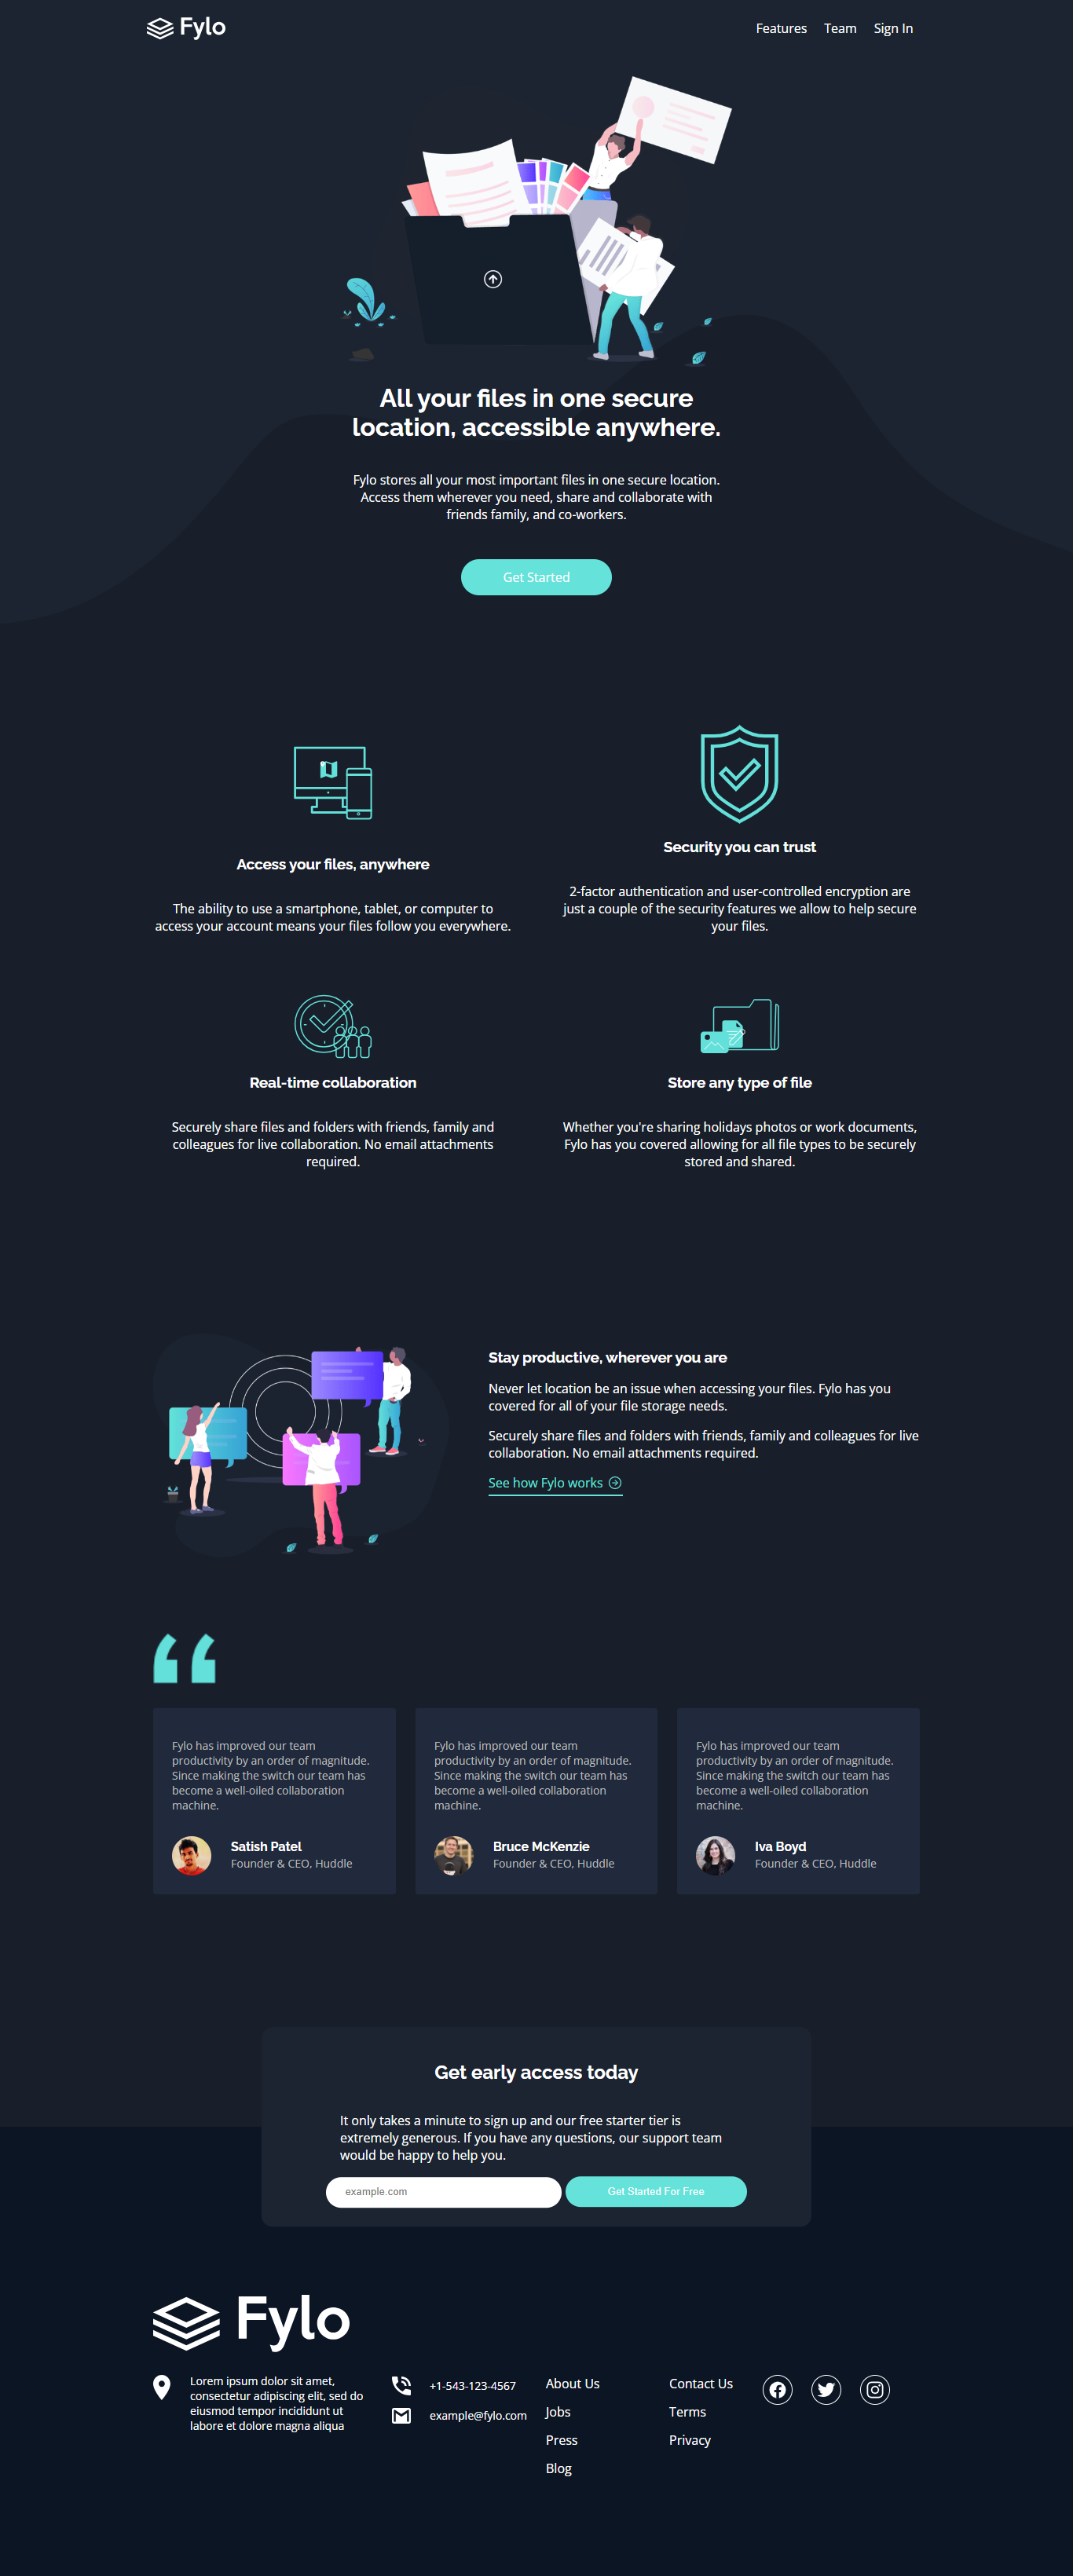 Fylo
Features Team Sign In
All your files in one secure
location, accessible anywhere.
Fylo stores all your most important files in one secure location.
Access them wherever you need, share and collaborate with
friends family, and co-workers.
Get Started
Access your files, anywhere
The ability to use a smartphone, tablet, or computer to
access your account means your files follow you everywhere.
Security you can trust
2-factor authentication and user-controlled encryption are
just a couple of the security features we allow to help secure
your files.
Real-time collaboration
Securely share files and folders with friends, family and
colleagues for live collaboration. No email attachments
required.
Store any type of file
Whether you're sharing holidays photos or work documents,
Fylo has you covered allowing for all file types to be securely
stored and shared.
Stay productive, wherever you are
Never let location be an issue when accessing your files. Fylo has you
covered for all of your file storage needs.
Securely share files and folders with friends, family and colleagues for live
collaboration. No email attachments required.
See how Fylo works
Fylo has improved our team
productivity by an order of magnitude.
Since making the switch our team has
become a well-oiled collaboration
machine.
Satish Patel
Founder & CEO, Huddle
Fylo has improved our team
productivity by an order of magnitude.
Since making the switch our team has
become a well-oiled collaboration
machine.
Bruce McKenzie
Founder & CEO, Huddle
Fylo has improved our team
productivity by an order of magnitude.
Since making the switch our team has
become a well-oiled collaboration
machine.
Iva Boyd
Founder & CEO, Huddle
Get early access today
It only takes a minute to sign up and our free starter tier is
extremely generous. If you have any questions, our support team
would be happy to help you.
example.com
Get Started For Free
Fylo
Lorem ipsum dolor sit amet,
consectetur adipiscing elit, sed do
eiusmod tempor incididunt ut
labore et dolore magna aliqua
+1-543-123-4567
example@fylo.com
About Us
Jobs
Press
Blog
Contact Us
Terms
Privacy